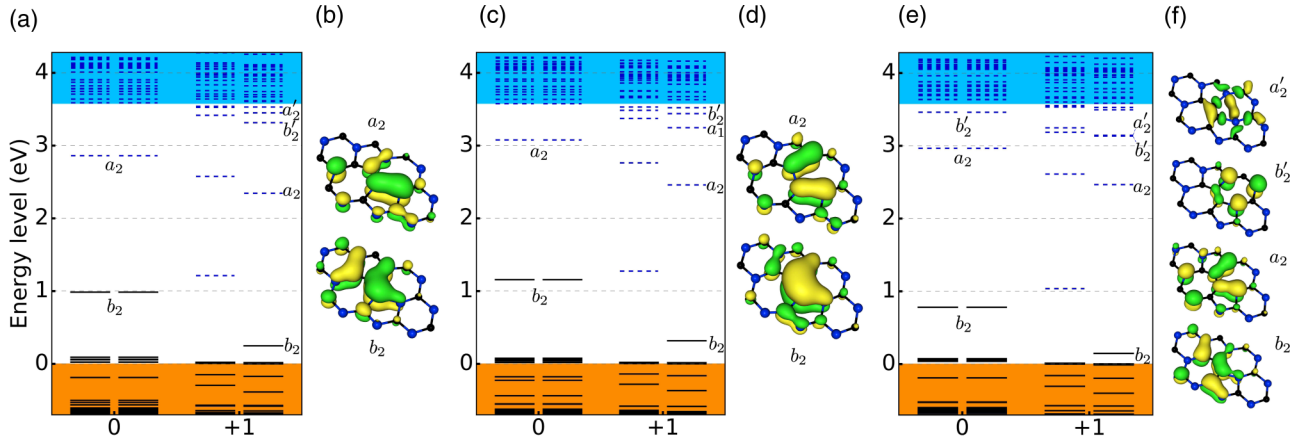 (a)
(b)
(c)
(d)
(e)
(f)
Energy level (eV)
4
3
2
1
0
0
+1
a₂
b₂
a′₂
b′₂
a₂
b₂
a₂
b₂
4
3
2
1
0
0
+1
a₂
b₂
b′₂
a₁
a₂
b₂
a₂
b₂
4
3
2
1
0
0
+1
b′₂
a₂
b₂
a′₂
b′₂
a₂
b₂
a′₂
b′₂
a₂
b₂